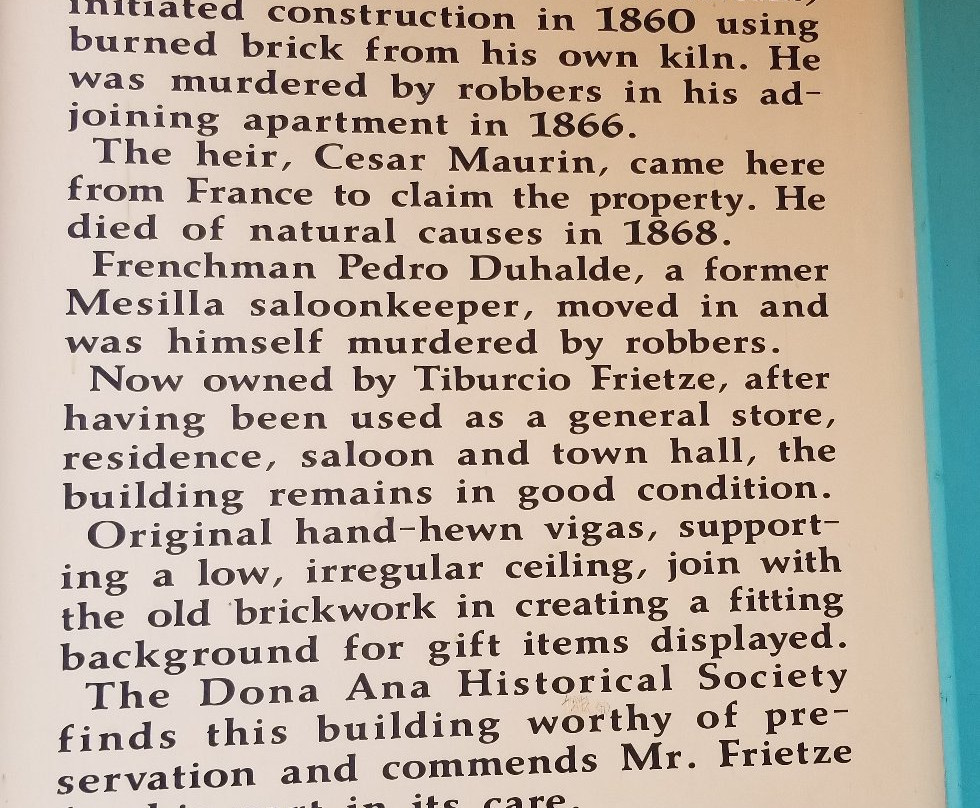 initiated construction in 1860 using
burned brick from his own kiln. He
was murdered by robbers in his ad-
joining apartment in 1866.
The heir, Cesar Maurin, came here
from France to claim the property. He
died of natural causes in 1868.
Frenchman Pedro Duhalde, a former
Mesilla saloonkeeper, moved in and
was himself murdered by robbers.
Now owned by Tiburcio Frietze, after
having been used as a general store,
residence, saloon and town hall, the
building remains in good condition.
Original hand-hewn vigas, support-
ing a low, irregular ceiling, join with
the old brickwork in creating a fitting
background for gift items displayed.
The Dona Ana Historical Society
finds this building worthy of pre-
servation and commends Mr. Frietze
in its care.